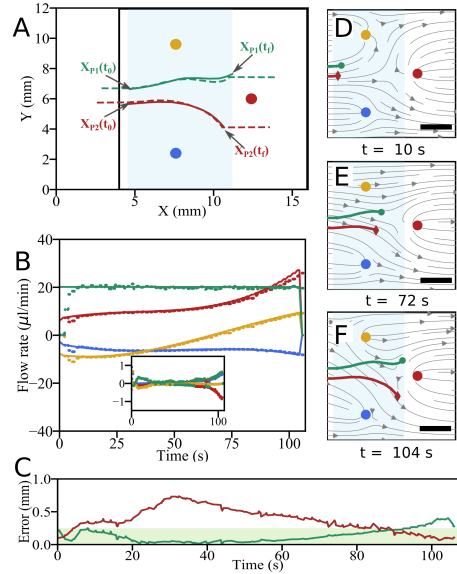 A
12
10
8
6
4
2
0
Y (mm)
X_P1(t_0)
X_P1(t_f)
X_P2(t_0)
X_P2(t_f)
0
5
10
15
X (mm)
B
40
20
0
−20
−40
Flow rate (μl/min)
1
0
−1
0
100
0
25
50
75
100
Time (s)
C
1.0
0.5
0.0
Error (mm)
0
20
40
60
80
100
Time (s)
D
t = 10 s
E
t = 72 s
F
t = 104 s